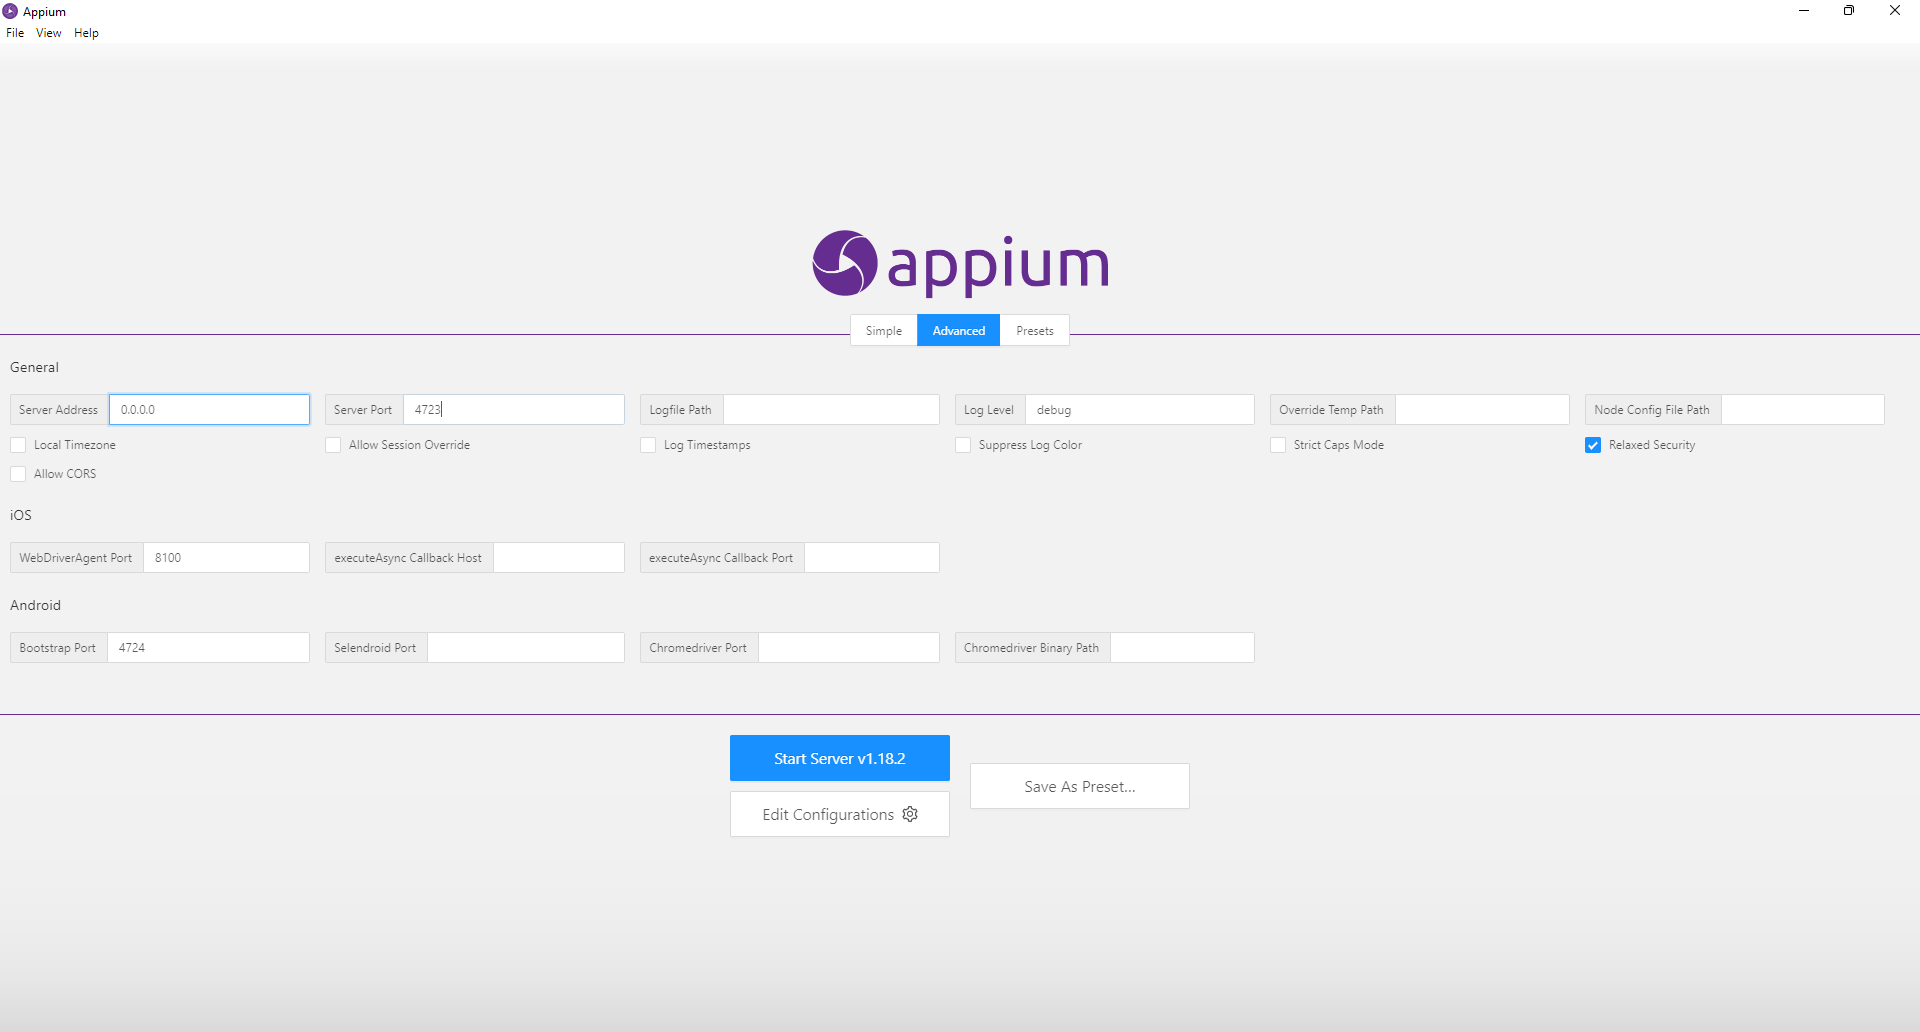 Appium
File View Help
appium
Simple Advanced Presets
General
Server Address 0.0.0.0 Server Port 4723 Logfile Path Log Level debug Override Temp Path Node Config File Path
Local Timezone Allow Session Override Log Timestamps Suppress Log Color Strict Caps Mode Relaxed Security
Allow CORS
iOS
WebDriverAgent Port 8100 executeAsync Callback Host executeAsync Callback Port
Android
Bootstrap Port 4724 Selendroid Port Chromedriver Port Chromedriver Binary Path
Start Server v1.18.2
Save As Preset...
Edit Configurations